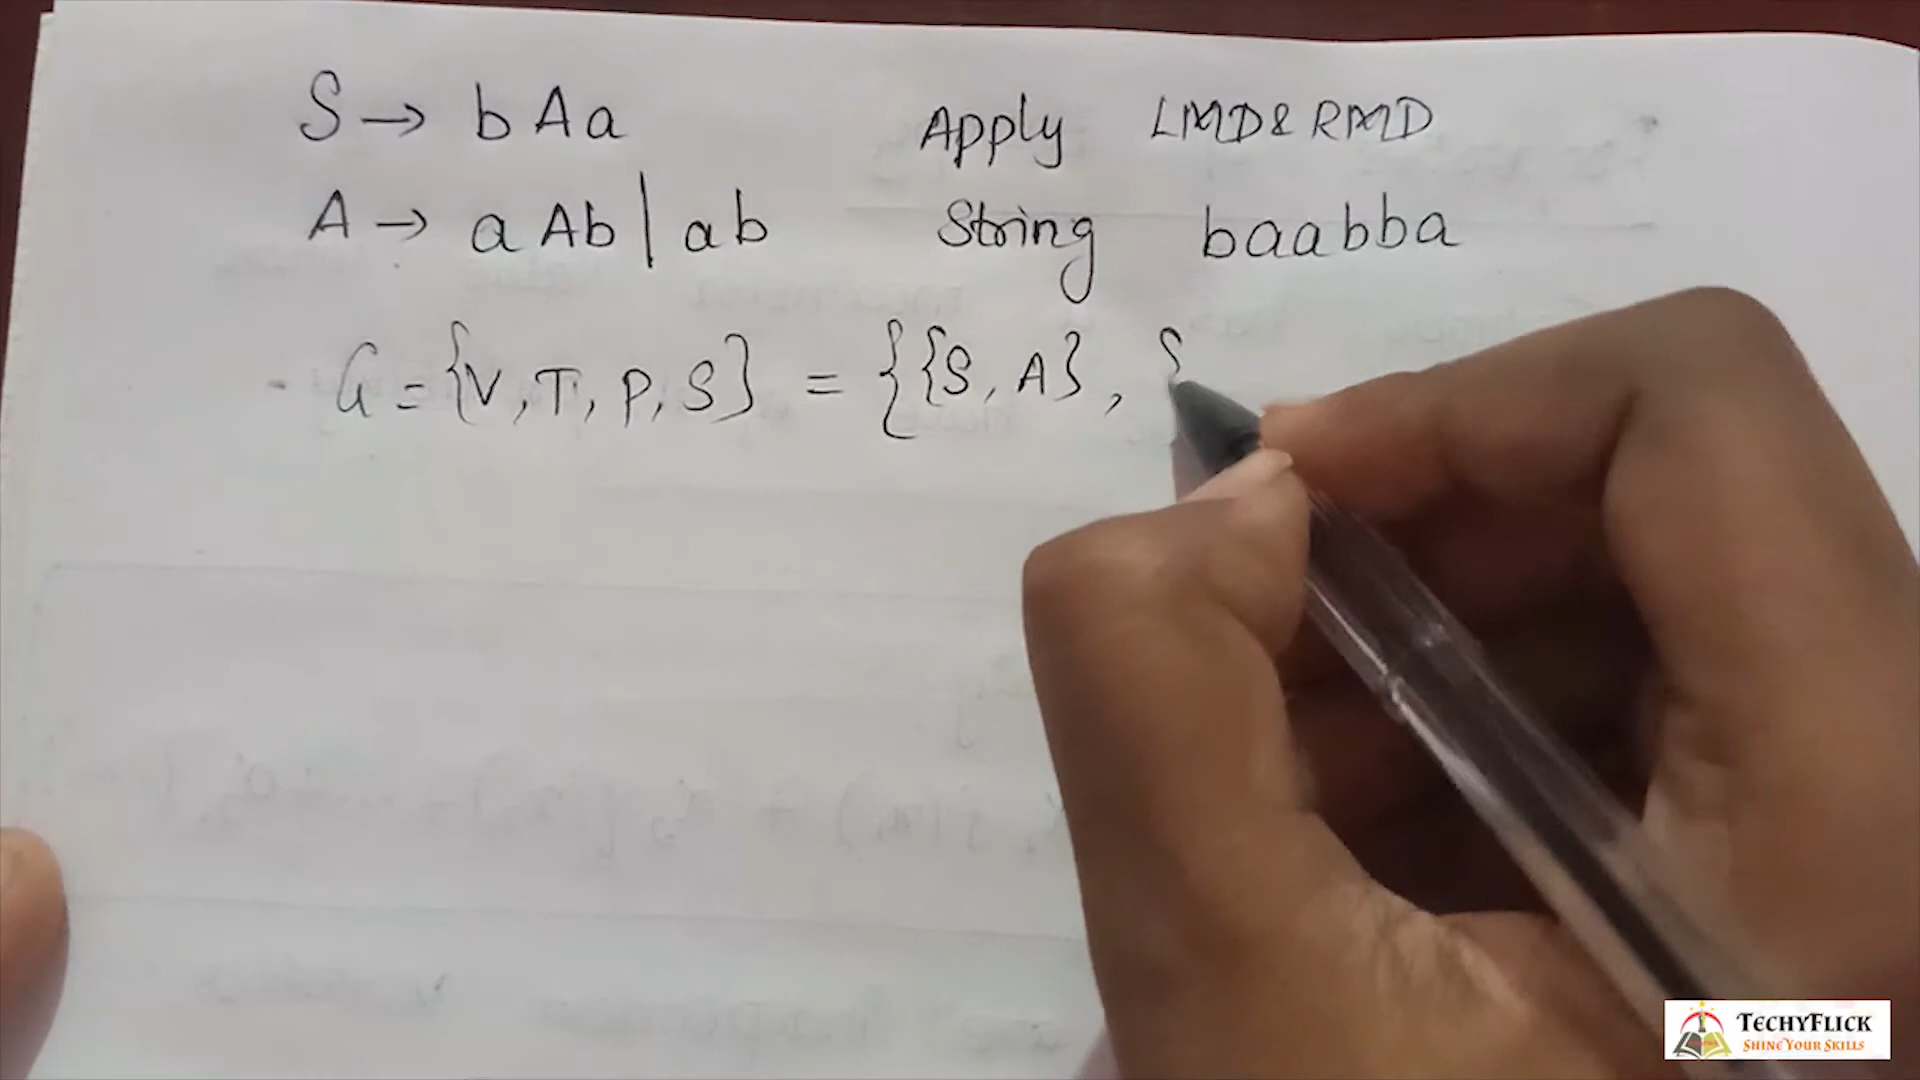 S → bAa Apply LMD & RMD
A → aAb | ab String baabba
G = {V, T, P, S} = {{S, A}, {
TECHYFLICK
SHINE YOUR SKILLS